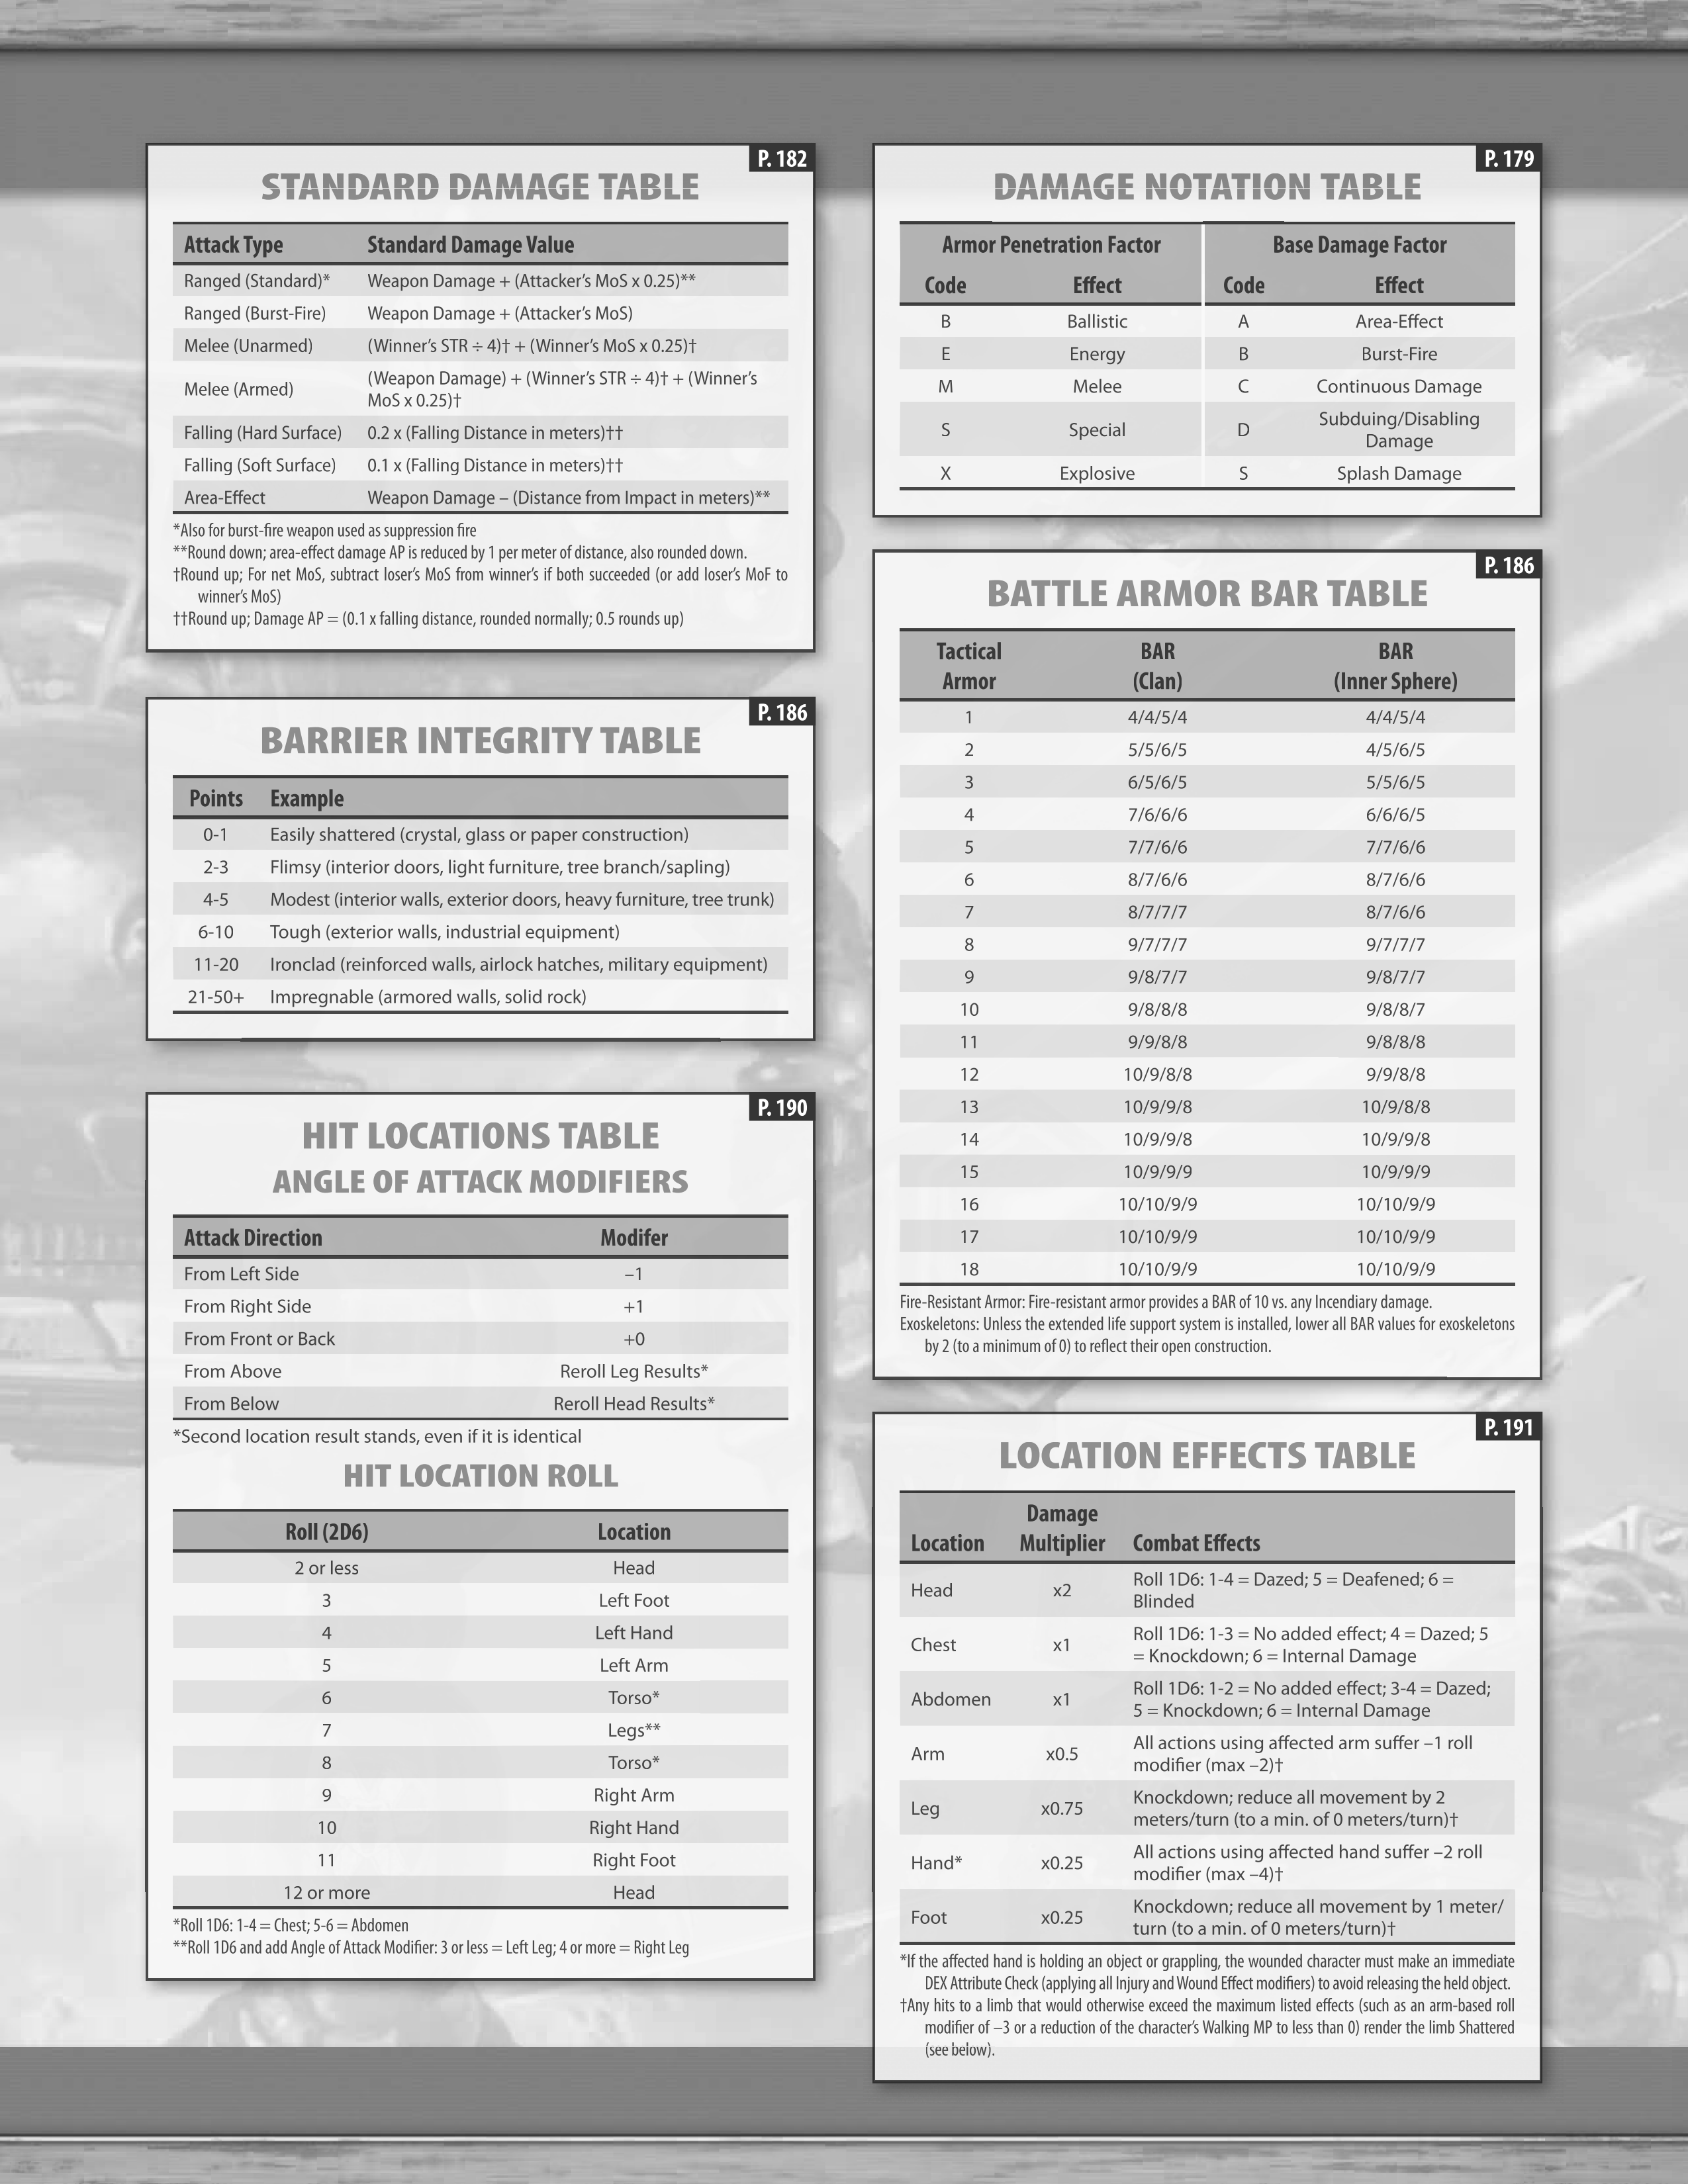 P. 182
STANDARD DAMAGE TABLE
Attack Type Standard Damage Value
Ranged (Standard)* Weapon Damage + (Attacker’s MoS x 0.25)**
Ranged (Burst-Fire) Weapon Damage + (Attacker’s MoS)
Melee (Unarmed) (Winner’s STR ÷ 4)† + (Winner’s MoS x 0.25)†
Melee (Armed) (Weapon Damage) + (Winner’s STR ÷ 4)† + (Winner’s
MoS x 0.25)†
Falling (Hard Surface) 0.2 x (Falling Distance in meters)††
Falling (Soft Surface) 0.1 x (Falling Distance in meters)††
Area-Effect Weapon Damage – (Distance from Impact in meters)**
*Also for burst-fire weapon used as suppression fire
**Round down; area-effect damage AP is reduced by 1 per meter of distance, also rounded down.
†Round up; For net MoS, subtract loser’s MoS from winner’s if both succeeded (or add loser’s MoF to
winner’s MoS)
††Round up; Damage AP = (0.1 x falling distance, rounded normally; 0.5 rounds up)
P. 186
BARRIER INTEGRITY TABLE
Points Example
0-1 Easily shattered (crystal, glass or paper construction)
2-3 Flimsy (interior doors, light furniture, tree branch/sapling)
4-5 Modest (interior walls, exterior doors, heavy furniture, tree trunk)
6-10 Tough (exterior walls, industrial equipment)
11-20 Ironclad (reinforced walls, airlock hatches, military equipment)
21-50+ Impregnable (armored walls, solid rock)
P. 190
HIT LOCATIONS TABLE
ANGLE OF ATTACK MODIFIERS
Attack Direction Modifer
From Left Side –1
From Right Side +1
From Front or Back +0
From Above Reroll Leg Results*
From Below Reroll Head Results*
*Second location result stands, even if it is identical
HIT LOCATION ROLL
Roll (2D6) Location
2 or less Head
3 Left Foot
4 Left Hand
5 Left Arm
6 Torso*
7 Legs**
8 Torso*
9 Right Arm
10 Right Hand
11 Right Foot
12 or more Head
*Roll 1D6: 1-4 = Chest; 5-6 = Abdomen
**Roll 1D6 and add Angle of Attack Modifier: 3 or less = Left Leg; 4 or more = Right Leg
P. 179
DAMAGE NOTATION TABLE
Armor Penetration Factor Base Damage Factor
Code Effect Code Effect
B Ballistic A Area-Effect
E Energy B Burst-Fire
M Melee C Continuous Damage
S Special D Subduing/Disabling
Damage
X Explosive S Splash Damage
P. 186
BATTLE ARMOR BAR TABLE
Tactical BAR BAR
Armor (Clan) (Inner Sphere)
1 4/4/5/4 4/4/5/4
2 5/5/6/5 4/5/6/5
3 6/5/6/5 5/5/6/5
4 7/6/6/6 6/6/6/5
5 7/7/6/6 7/7/6/6
6 8/7/6/6 8/7/6/6
7 8/7/7/7 8/7/6/6
8 9/7/7/7 9/7/7/7
9 9/8/7/7 9/8/7/7
10 9/8/8/8 9/8/8/7
11 9/9/8/8 9/8/8/8
12 10/9/8/8 9/9/8/8
13 10/9/9/8 10/9/8/8
14 10/9/9/8 10/9/9/8
15 10/9/9/9 10/9/9/9
16 10/10/9/9 10/10/9/9
17 10/10/9/9 10/10/9/9
18 10/10/9/9 10/10/9/9
Fire-Resistant Armor: Fire-resistant armor provides a BAR of 10 vs. any Incendiary damage.
Exoskeletons: Unless the extended life support system is installed, lower all BAR values for exoskeletons
by 2 (to a minimum of 0) to reflect their open construction.
P. 191
LOCATION EFFECTS TABLE
Damage
Location Multiplier Combat Effects
Head x2 Roll 1D6: 1-4 = Dazed; 5 = Deafened; 6 =
Blinded
Chest x1 Roll 1D6: 1-3 = No added effect; 4 = Dazed; 5
= Knockdown; 6 = Internal Damage
Abdomen x1 Roll 1D6: 1-2 = No added effect; 3-4 = Dazed;
5 = Knockdown; 6 = Internal Damage
Arm x0.5 All actions using affected arm suffer –1 roll
modifier (max –2)†
Leg x0.75 Knockdown; reduce all movement by 2
meters/turn (to a min. of 0 meters/turn)†
Hand* x0.25 All actions using affected hand suffer –2 roll
modifier (max –4)†
Foot x0.25 Knockdown; reduce all movement by 1 meter/
turn (to a min. of 0 meters/turn)†
*If the affected hand is holding an object or grappling, the wounded character must make an immediate
DEX Attribute Check (applying all Injury and Wound Effect modifiers) to avoid releasing the held object.
†Any hits to a limb that would otherwise exceed the maximum listed effects (such as an arm-based roll
modifier of –3 or a reduction of the character’s Walking MP to less than 0) render the limb Shattered
(see below).